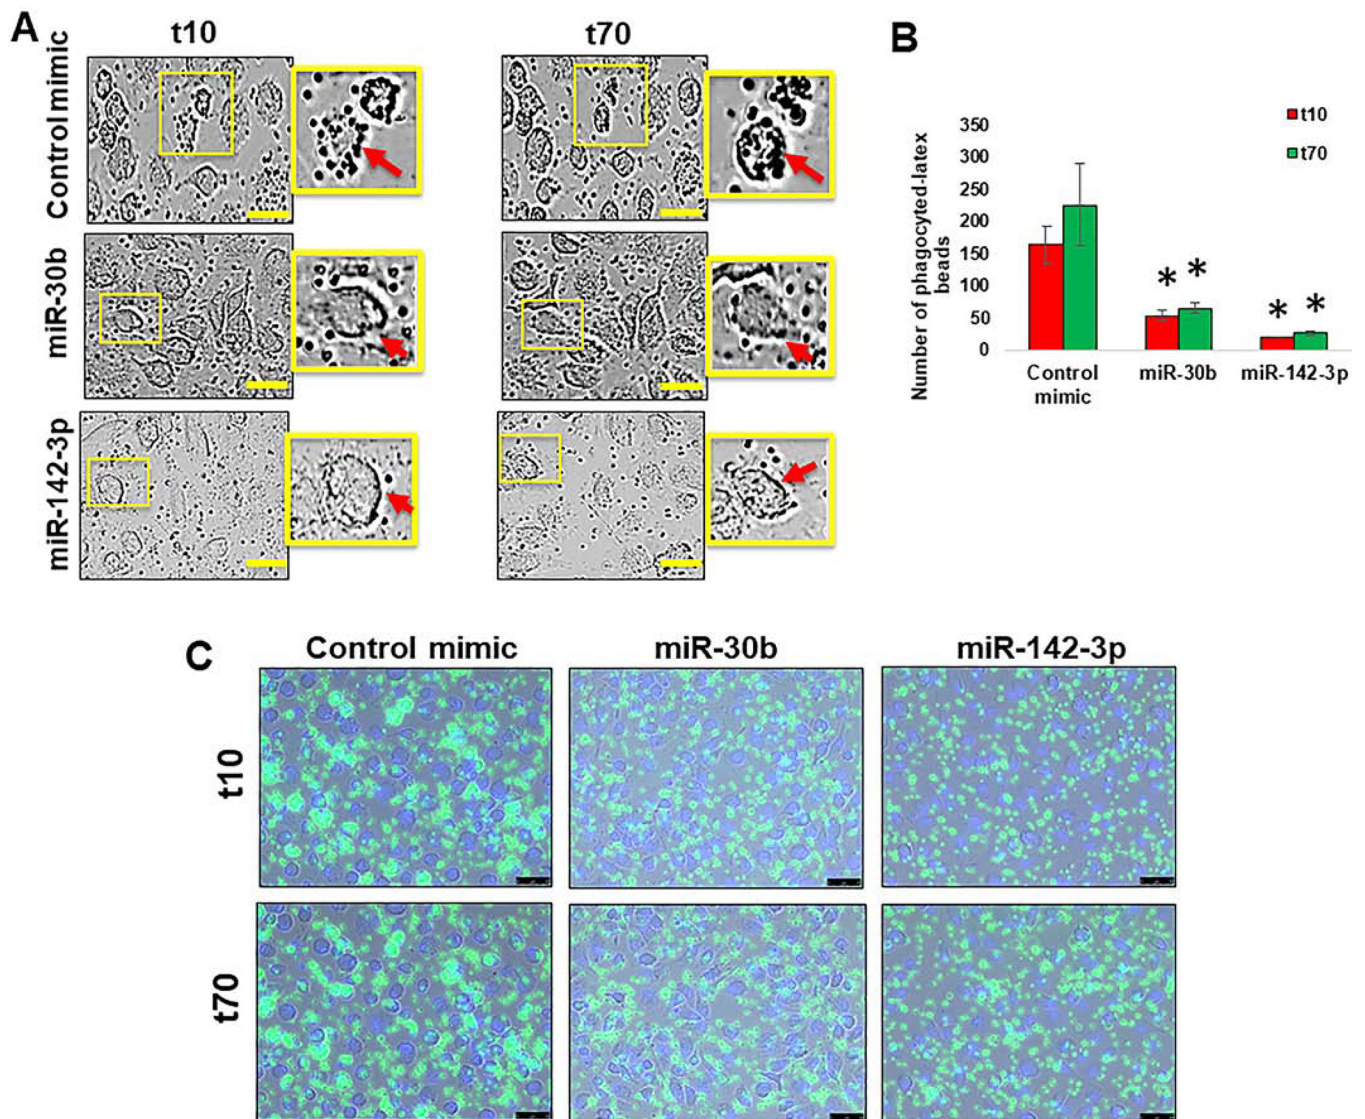 A
t10
t70
Control mimic
miR-30b
miR-142-3p
B
t10
t70
Number of phagocyted-latex
beads
350
300
250
200
150
100
50
0
* *
* *
Control
mimic
miR-30b
miR-142-3p
C
Control mimic
miR-30b
miR-142-3p
t10
t70